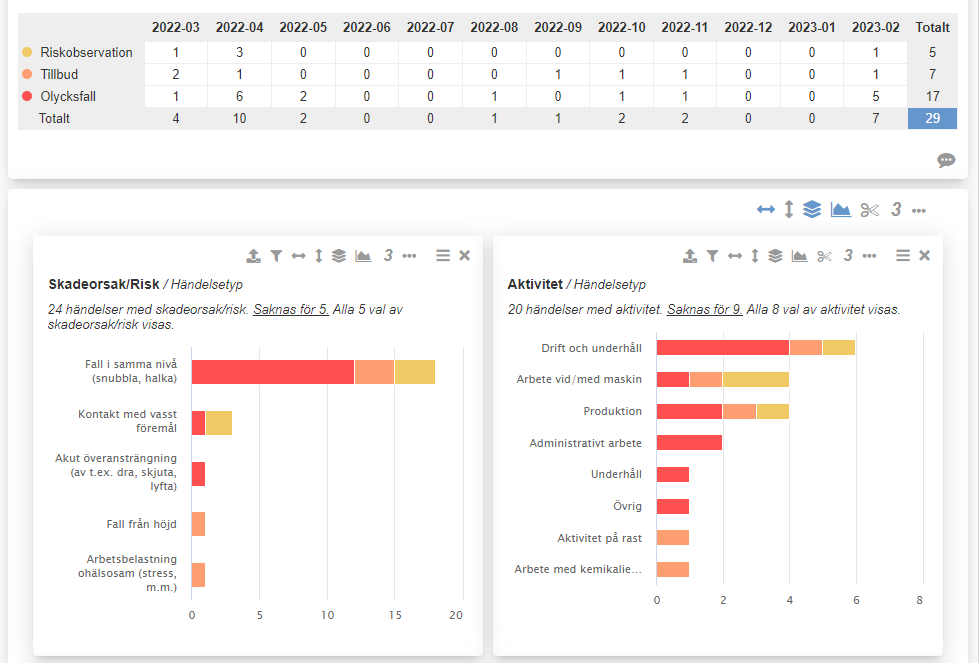 2022-03 2022-04 2022-05 2022-06 2022-07 2022-08 2022-09 2022-10 2022-11 2022-12 2023-01 2023-02 Totalt
Riskobservation 1 3 0 0 0 0 0 0 0 0 0 1 5
Tillbud 2 1 0 0 0 0 1 1 1 0 0 1 7
Olycksfall 1 6 2 0 0 1 0 1 1 0 0 5 17
Totalt 4 10 2 0 0 1 1 2 2 0 0 7 29
3
3
Skadeorsak/Risk / Händelsetyp
24 händelser med skadeorsak/risk. Saknas för 5. Alla 5 val av
skadeorsak/risk visas.
Fall i samma nivå
(snubbla, halka)
Kontakt med vasst
föremål
Akut överansträngning
(av t.ex. dra, skjuta,
lyfta)
Fall från höjd
Arbetsbelastning
ohälsosam (stress,
m.m.)
0 5 10 15 20
3
Aktivitet / Händelsetyp
20 händelser med aktivitet. Saknas för 9. Alla 8 val av aktivitet visas.
Drift och underhåll
Arbete vid/med maskin
Produktion
Administrativt arbete
Underhåll
Övrig
Aktivitet på rast
Arbete med kemikalie...
0 2 4 6 8